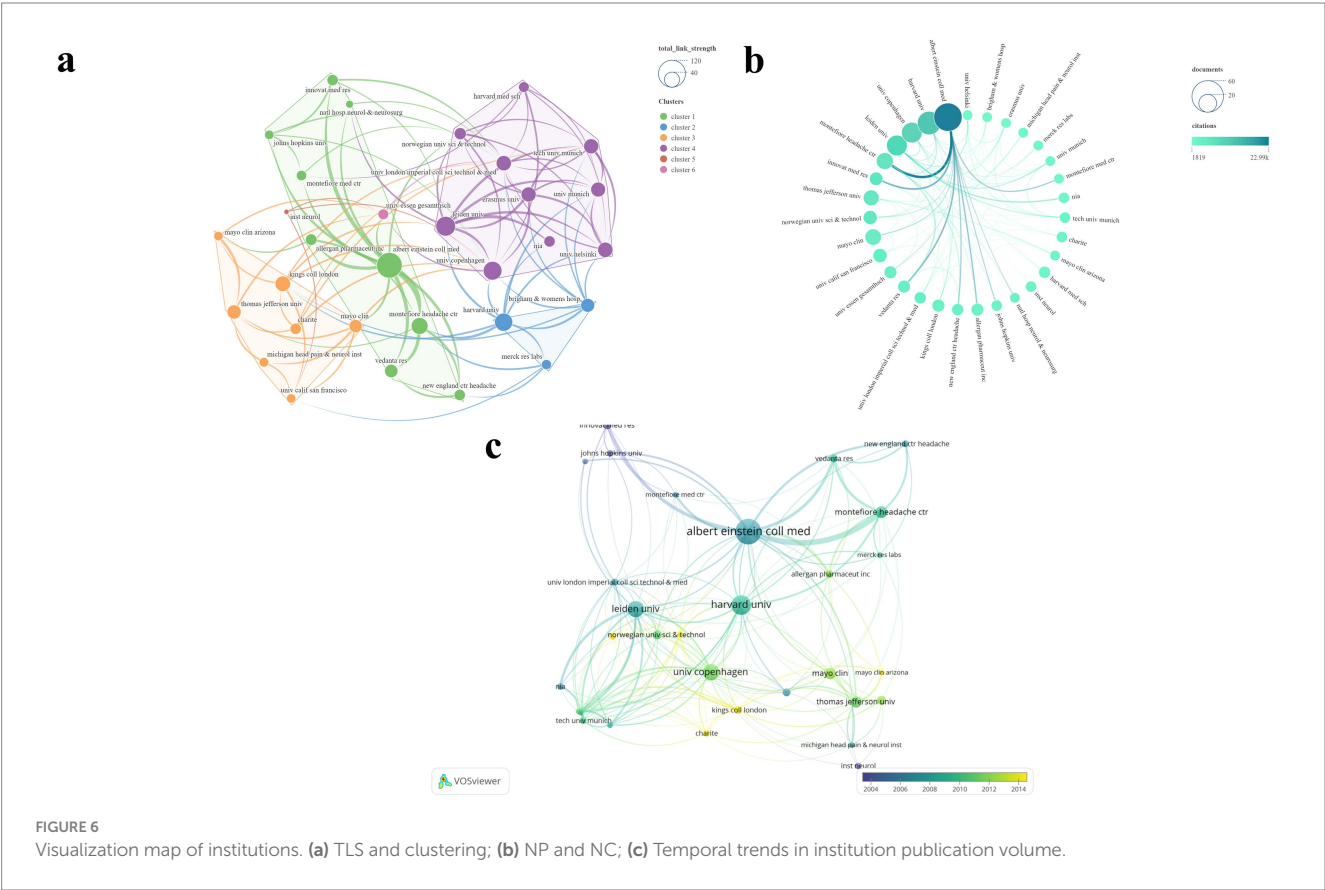 a
total_link_strength
120
40
Clusters
cluster 1
cluster 2
cluster 3
cluster 4
cluster 5
cluster 6
innovat med res
natl hosp neurol & neurosurg
johns hopkins univ
montefiore med ctr
harvard med sch
norwegian univ sci & technol
tech univ munich
univ london imperial coll sci technol & med
erasmus univ
univ munich
univ essen gesamthsch
leiden univ
inst neurol
mayo clin arizona
allergan pharmaceut inc
albert einstein coll med
univ copenhagen
nia
univ helsinki
kings coll london
thomas jefferson univ
charite
mayo clin
montefiore headache ctr
harvard univ
brigham & womens hosp
merck res labs
michigan head pain & neurol inst
vedanta res
univ calif san francisco
new england ctr headache
b
documents
60
20
citations
1819
22.99k
albert einstein coll med
univ helsinki
brigham & womens hosp
erasmus univ
michigan head pain & neurol inst
merck res labs
univ munich
montefiore med ctr
nia
tech univ munich
charite
mayo clin arizona
harvard med sch
inst neurol
natl hosp neurol & neurosurg
johns hopkins univ
allergan pharmaceut inc
new england ctr headache
kings coll london
univ london imperial coll sci technol & med
vedanta res
univ essen gesamthsch
univ calif san francisco
mayo clin
norwegian univ sci & technol
thomas jefferson univ
innovat med res
montefiore headache ctr
leiden univ
univ copenhagen
harvard univ
c
innovat med res
johns hopkins univ
new england ctr headache
vedanta res
montefiore med ctr
montefiore headache ctr
albert einstein coll med
merck res labs
allergan pharmaceut inc
univ london imperial coll sci technol & med
leiden univ
harvard univ
norwegian univ sci & technol
univ copenhagen
mayo clin
mayo clin arizona
nia
kings coll london
thomas jefferson univ
tech univ munich
charite
michigan head pain & neurol inst
inst neurol
VOSviewer
2004 2006 2008 2010 2012 2014
FIGURE 6
Visualization map of institutions. (a) TLS and clustering; (b) NP and NC; (c) Temporal trends in institution publication volume.